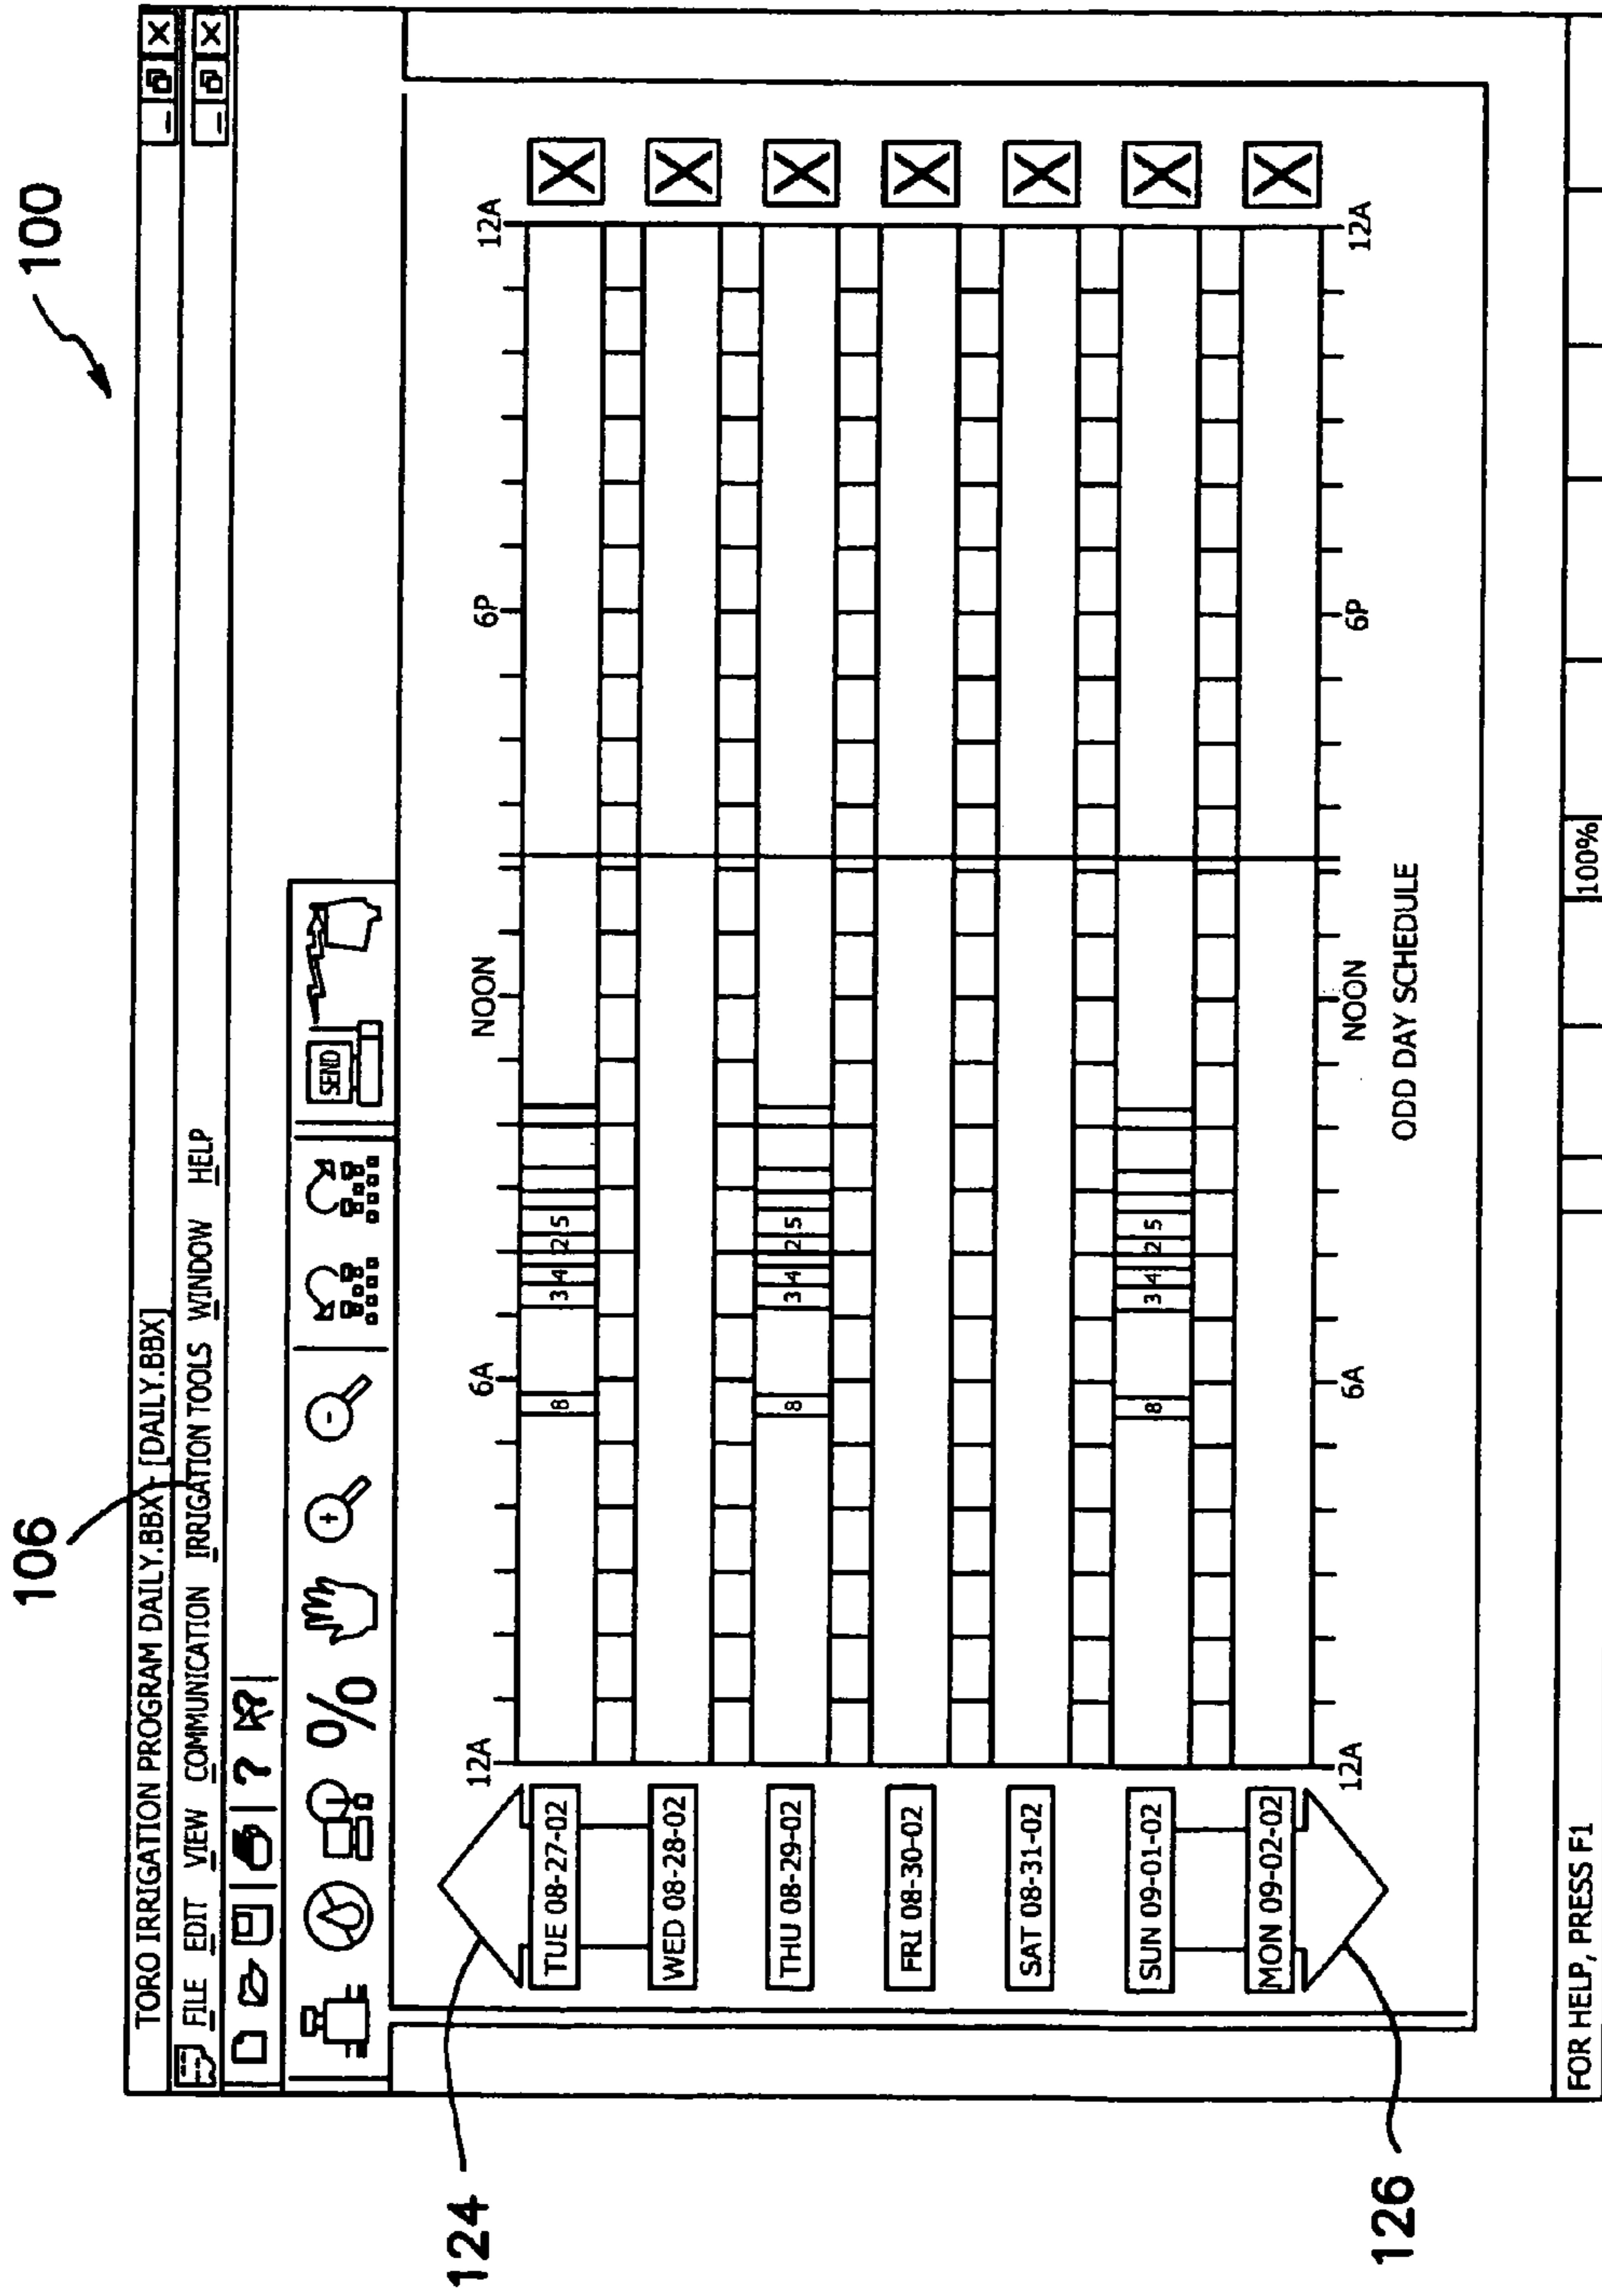 100
106
TORO IRRIGATION PROGRAM DAILY.BBX - [DAILY.BBX]
FILE EDIT VIEW COMMUNICATION IRRIGATION TOOLS WINDOW HELP
?
%
+
-
SEND
124
12A 6A NOON 6P 12A
TUE 08-27-02 8 3 4 2 5
WED 08-28-02
THU 08-29-02 8 3 4 2 5
FRI 08-30-02
SAT 08-31-02
SUN 09-01-02 8 3 4 2 5
MON 09-02-02
12A 6A NOON 6P 12A
126
ODD DAY SCHEDULE
FOR HELP, PRESS F1 100%